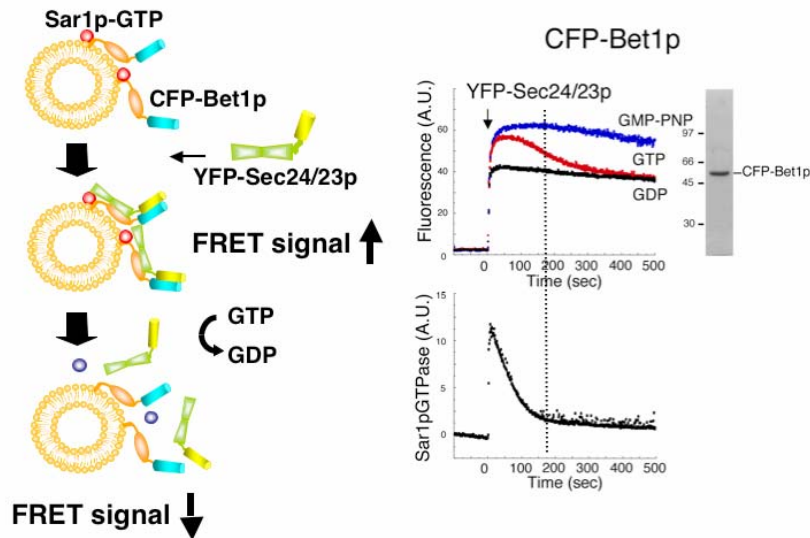 Sar1p-GTP
CFP-Bet1p
YFP-Sec24/23p
FRET signal
GTP
GDP
FRET signal
CFP-Bet1p
YFP-Sec24/23p
GMP-PNP
GTP
GDP
Fluorescence (A.U.)
60
40
20
0
0 100 200 300 400 500
Time (sec)
97
66
45
30
CFP-Bet1p
Sar1pGTPase (A.U.)
15
10
5
0
0 100 200 300 400 500
Time (sec)